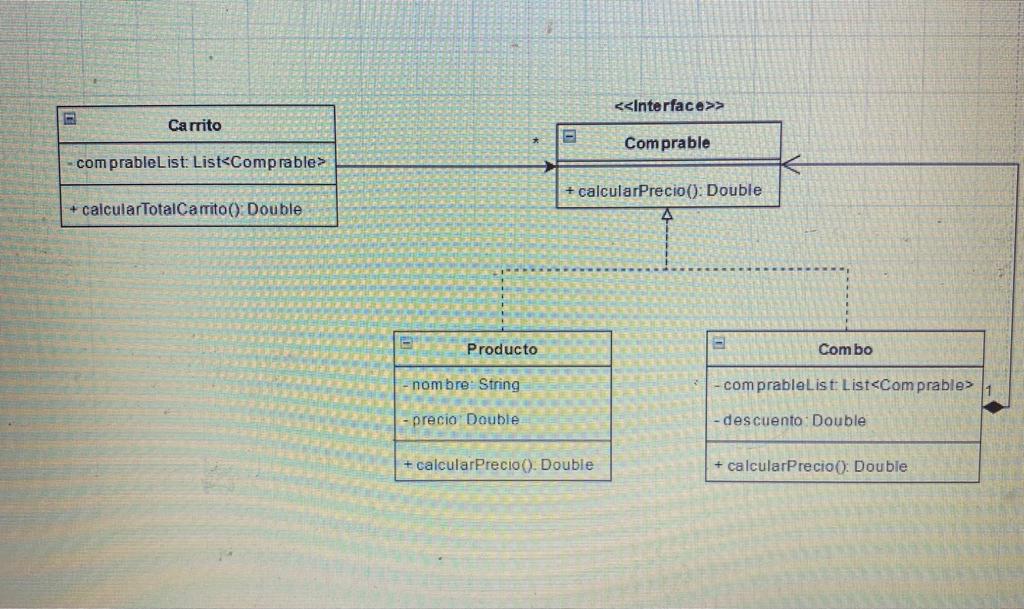 Carrito
- comprableList: List<Comprable>
+ calcularTotalCarrito(): Double
*
<<Interface>>
Comprable
+ calcularPrecio(): Double
Producto
- nombre: String
- precio: Double
+ calcularPrecio(): Double
Combo
- comprableList: List<Comprable>
- descuento: Double
+ calcularPrecio(): Double
1